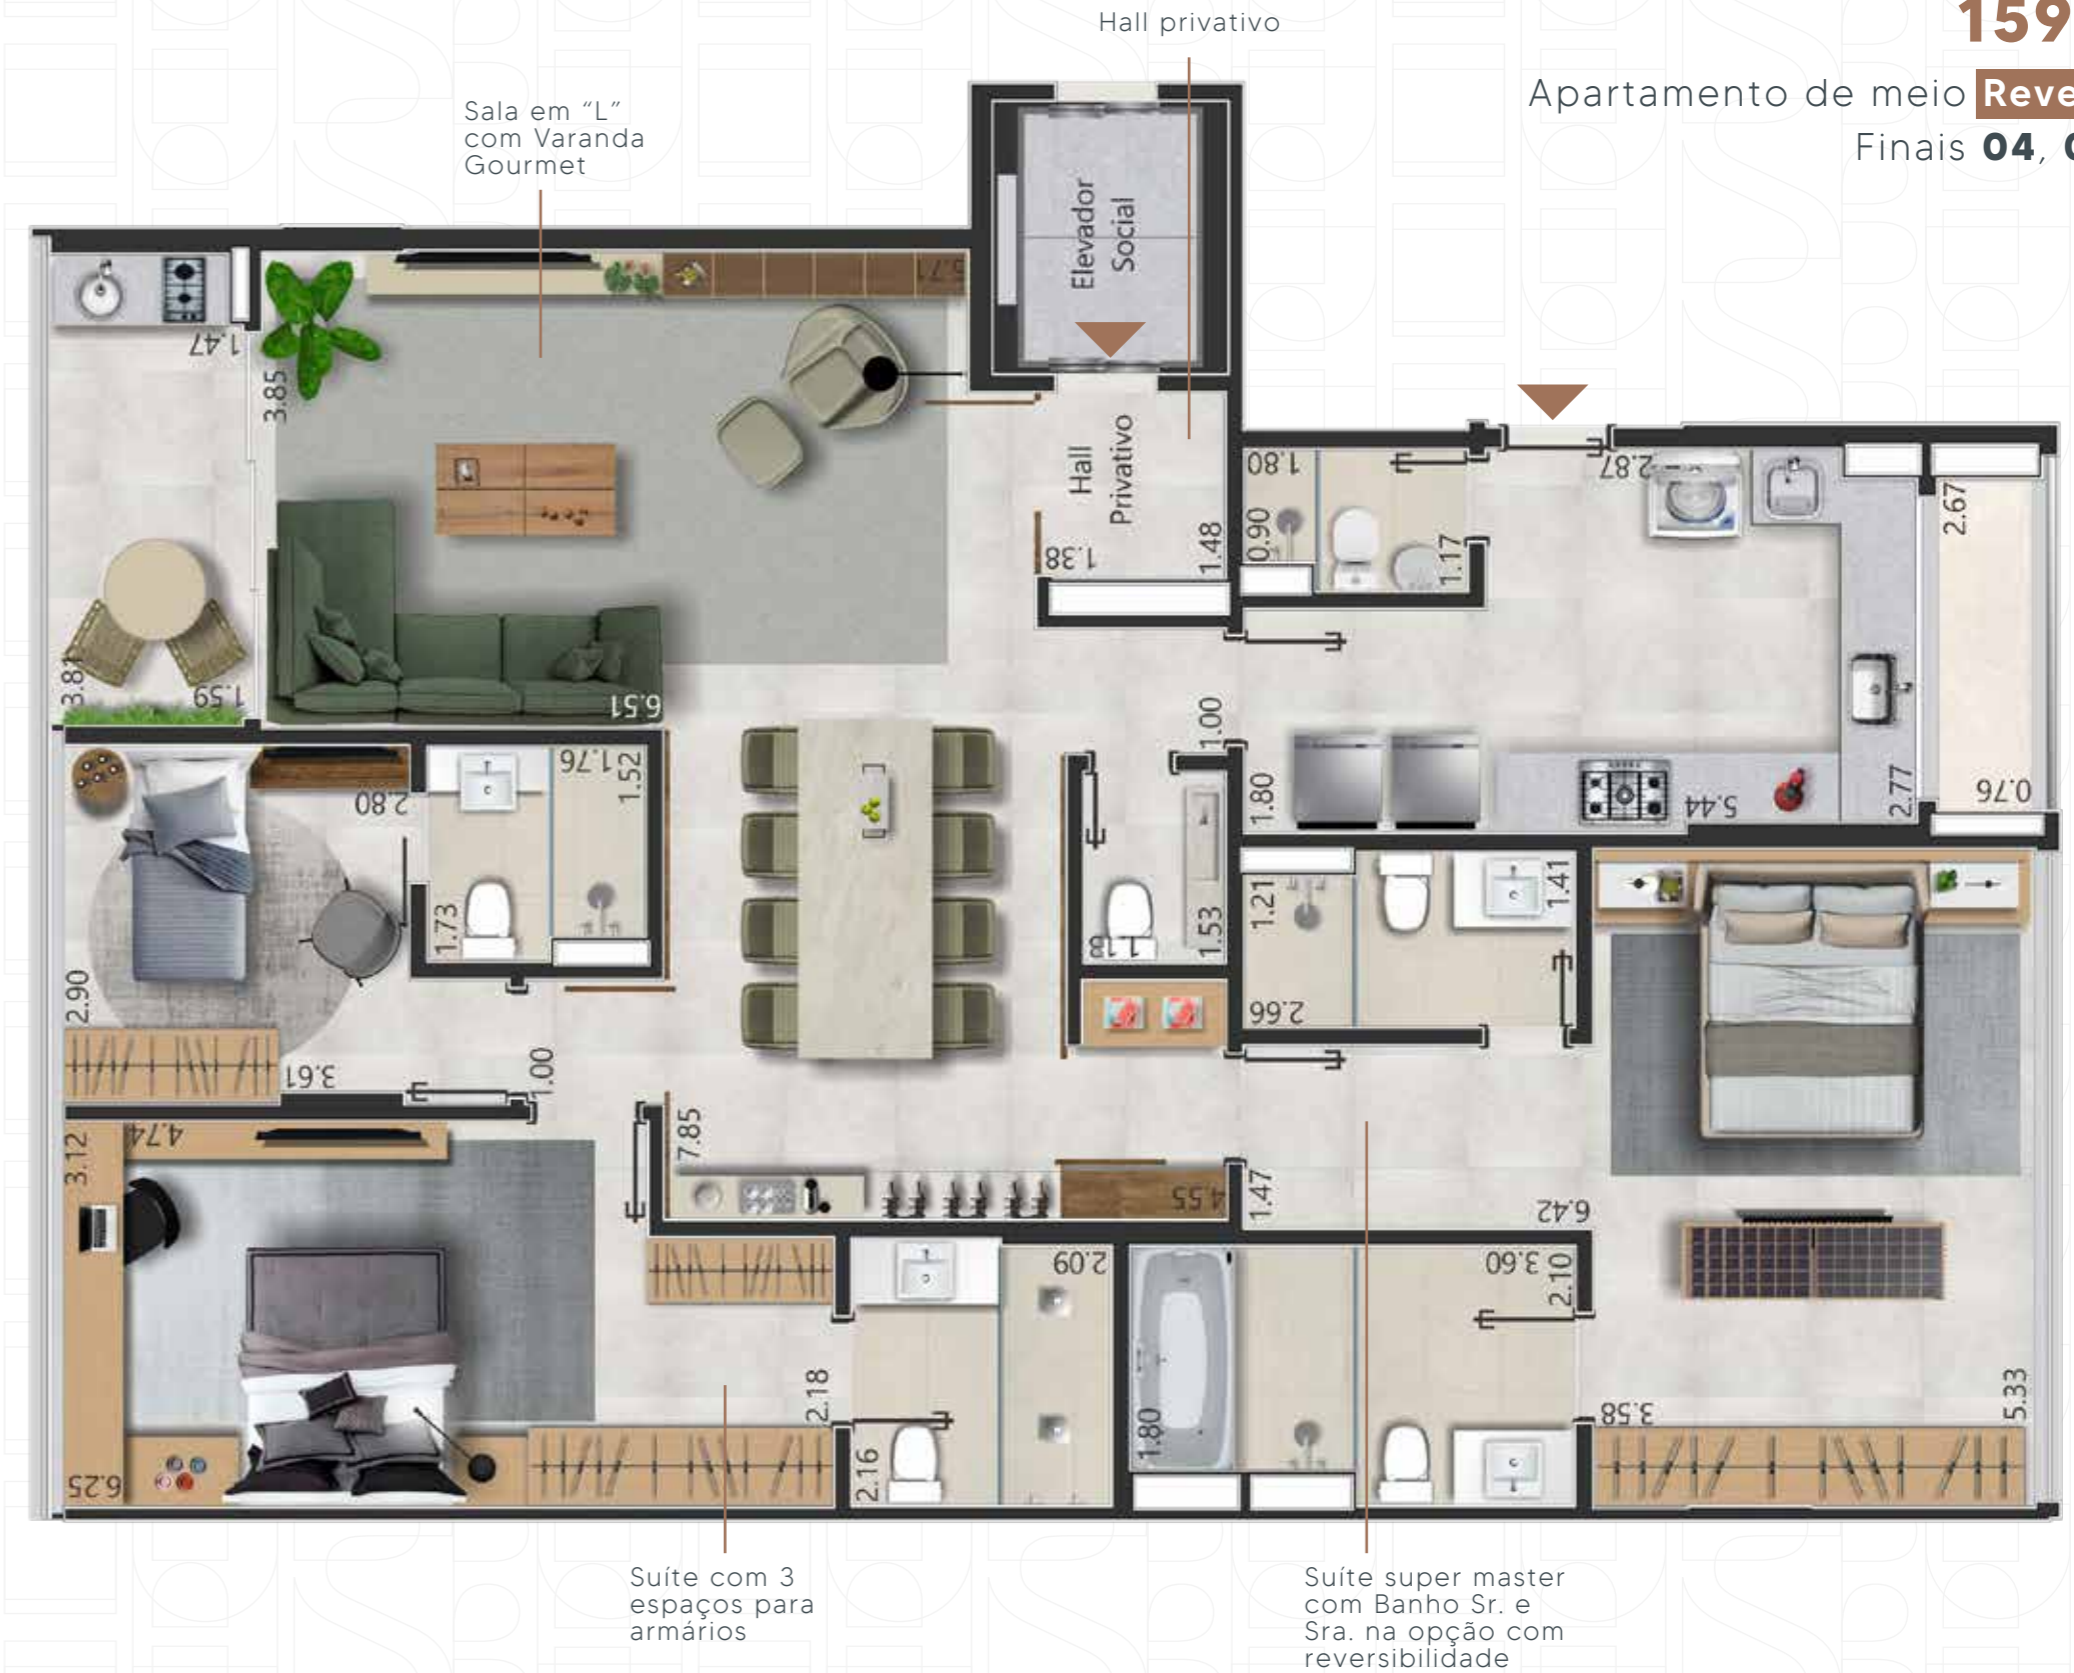 Hall privativo
159
Apartamento de meio Reve
Finais 04, 0
Sala em “L”
com Varanda
Gourmet
Elevador
Social
Hall
Privativo
5.71
1.47
3.85
3.81
1.59
6.51
1.38
1.48
1.80
0.90
1.17
2.87
2.67
1.00
1.80
5.44
2.77
0.76
2.80
1.76
1.52
1.73
2.90
3.61
1.00
1.18
1.53
1.21
1.41
2.66
3.12
4.74
7.85
4.55
1.47
6.42
2.09
3.60
2.10
2.18
2.16
1.80
3.58
5.33
6.25
Suíte com 3
espaços para
armários
Suíte super master
com Banho Sr. e
Sra. na opção com
reversibilidade